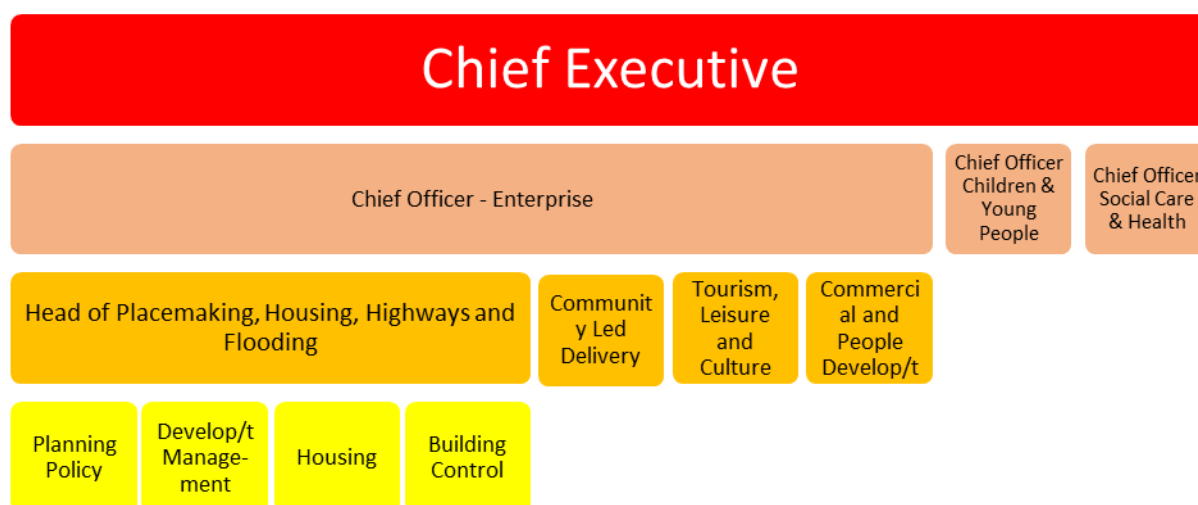 Chief Executive
Chief Officer - Enterprise
Chief Officer
Children &
Young
People
Chief Officer
Social Care
& Health
Head of Placemaking, Housing, Highways and
Flooding
Communit
y Led
Delivery
Tourism,
Leisure
and
Culture
Commerci
al and
People
Develop/t
Planning
Policy
Develop/t
Manage-
ment
Housing
Building
Control